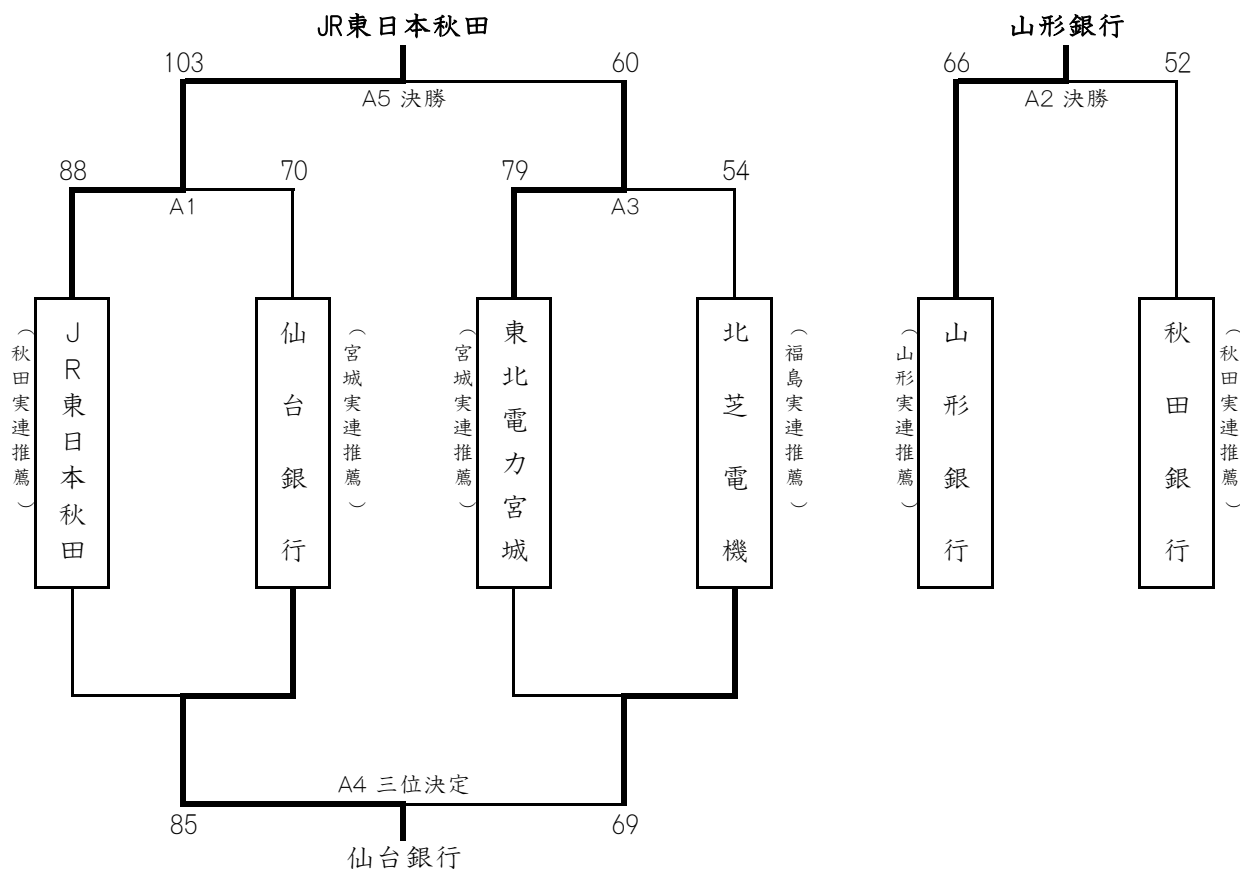 JR東日本秋田
山形銀行
103
60
66
52
A5 決勝
A2 決勝
88
70
79
54
A1
A3
（秋田実連推薦）
JR東日本秋田
仙台銀行
（宮城実連推薦）
（宮城実連推薦）
東北電力宮城
北芝電機
（福島実連推薦）
（山形実連推薦）
山形銀行
秋田銀行
（秋田実連推薦）
A4 三位決定
85
69
仙台銀行